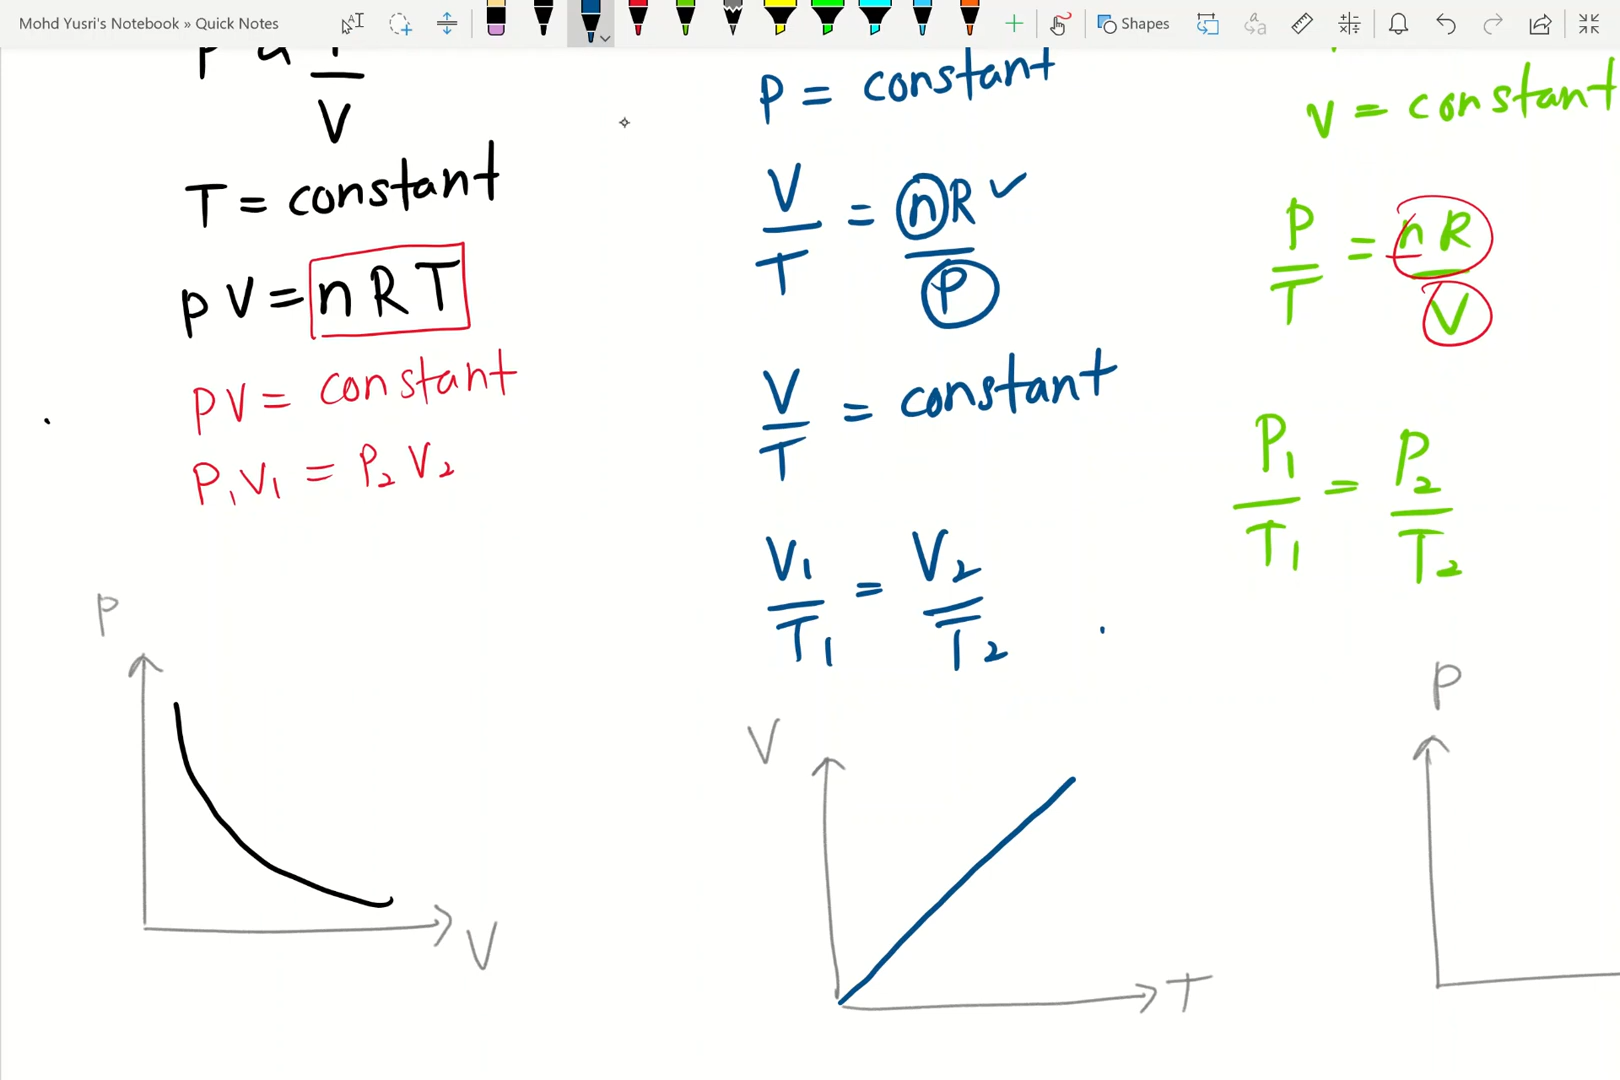 Mohd Yusri's Notebook » Quick Notes
Shapes
V
T = constant
pV = nRT
PV = constant
P₁V₁ = P₂V₂
P
V
P = constant
V/T = nR/P ✓
V/T = constant
V₁/T₁ = V₂/T₂
V
T
V = constant
P/T = nR/V
P₁/T₁ = P₂/T₂
P